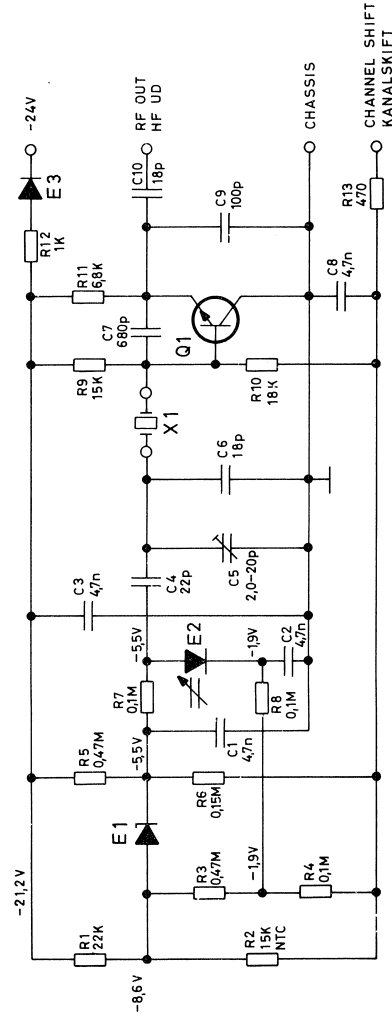 -21,2V
-24V
E3
R12
1K
R1
22K
R5
0,47M
C3
4,7n
R9
15K
R11
6,8K
-8,6V
E1
-5,5V
R7
0,1M
-5,5V
C4
22p
X1
C7
680p
C10
18p
RF OUT
HF UD
E2
R3
0,47M
R6
0,15M
C1
4,7n
-1,9V
-1,9V
R8
0,1M
C2
4,7n
C5
2,0-20p
C6
18p
Q1
C9
100p
R2
15K
NTC
R4
0,1M
R10
18K
CHASSIS
C8
4,7n
R13
470
CHANNEL SHIFT
KANALSKIFT